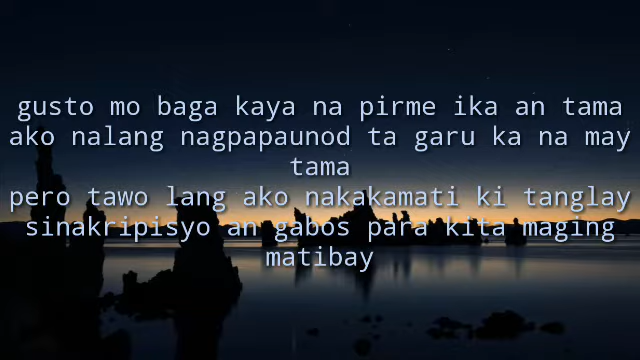 gusto mo baga kaya na pirme ika an tama
ako nalang nagpapaunod ta garu ka na may
tama
pero tawo lang ako nakakamati ki tanglay
sinakripisyo an gabos para kita maging
matibay